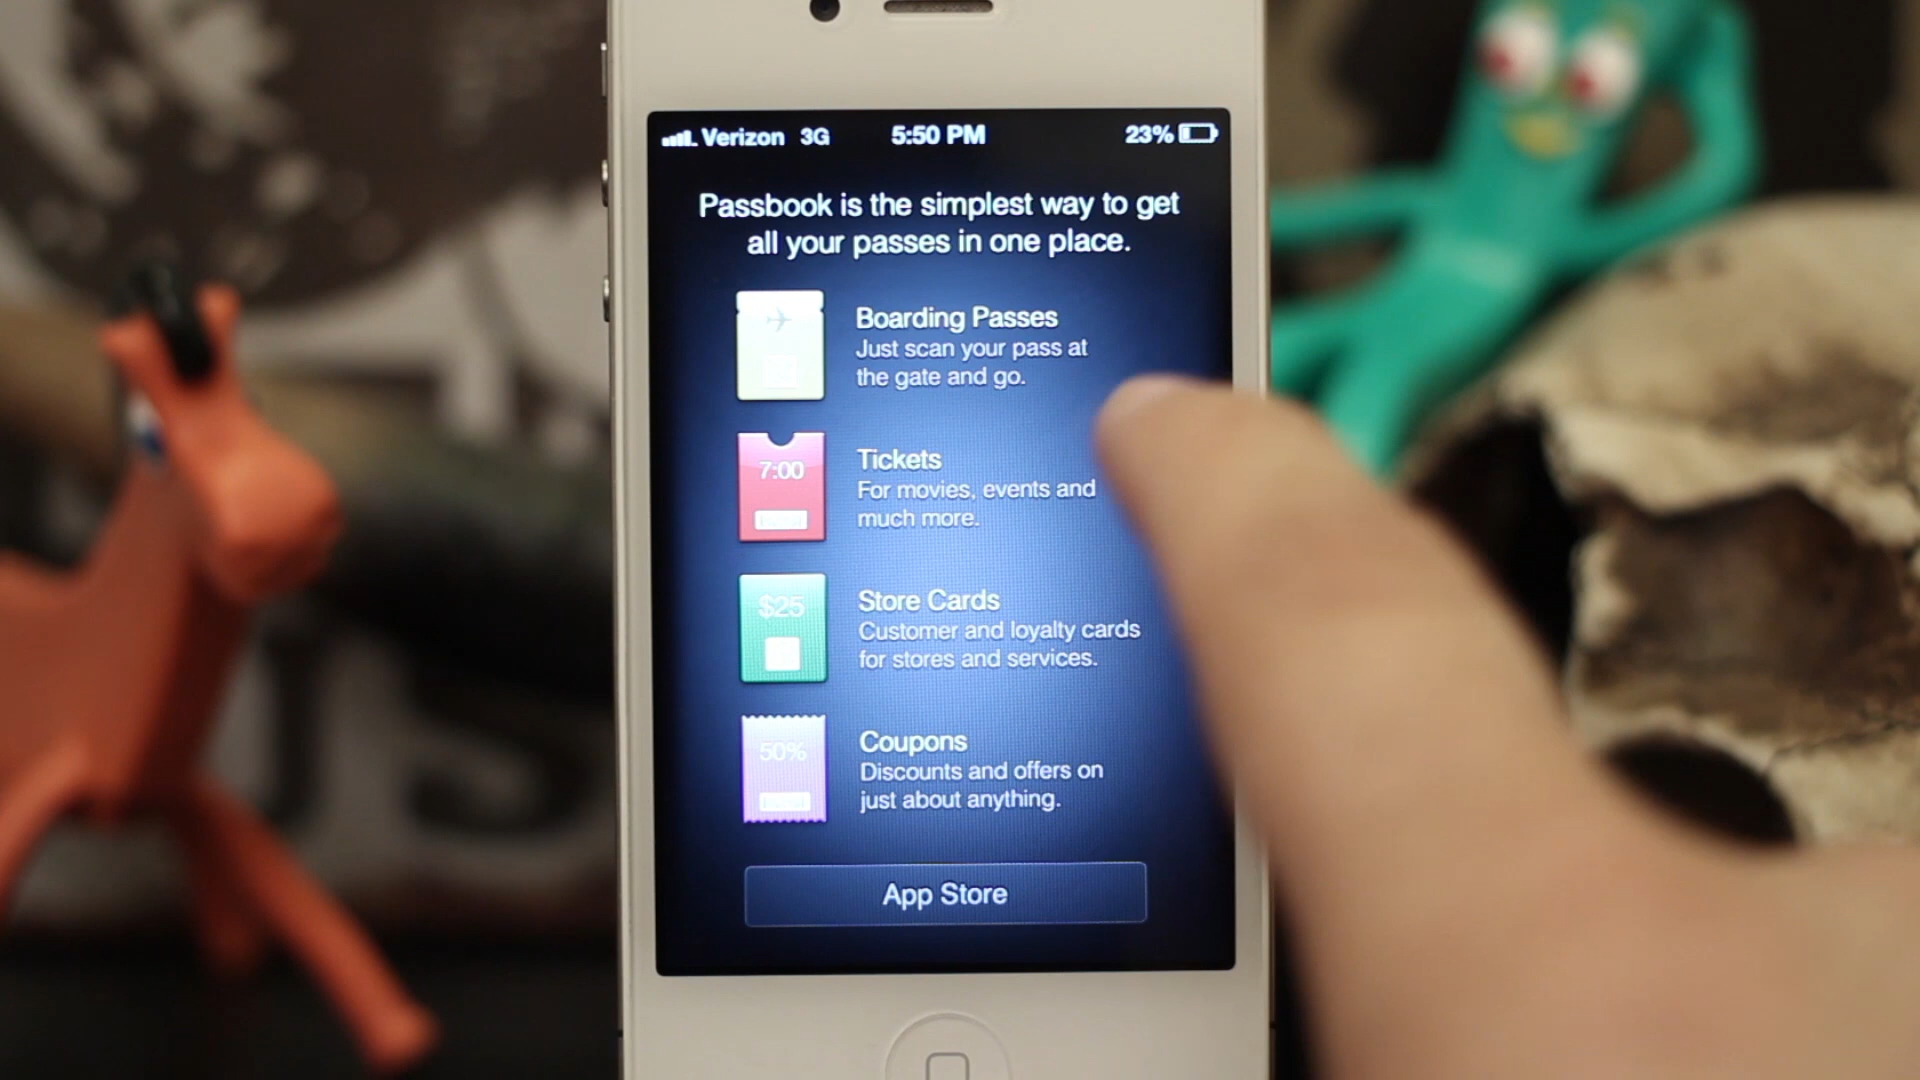 Verizon 3G 5:50 PM 23%
Passbook is the simplest way to get
all your passes in one place.
Boarding Passes
Just scan your pass at
the gate and go.
7:00
Tickets
For movies, events and
much more.
$25
Store Cards
Customer and loyalty cards
for stores and services.
50%
Coupons
Discounts and offers on
just about anything.
App Store